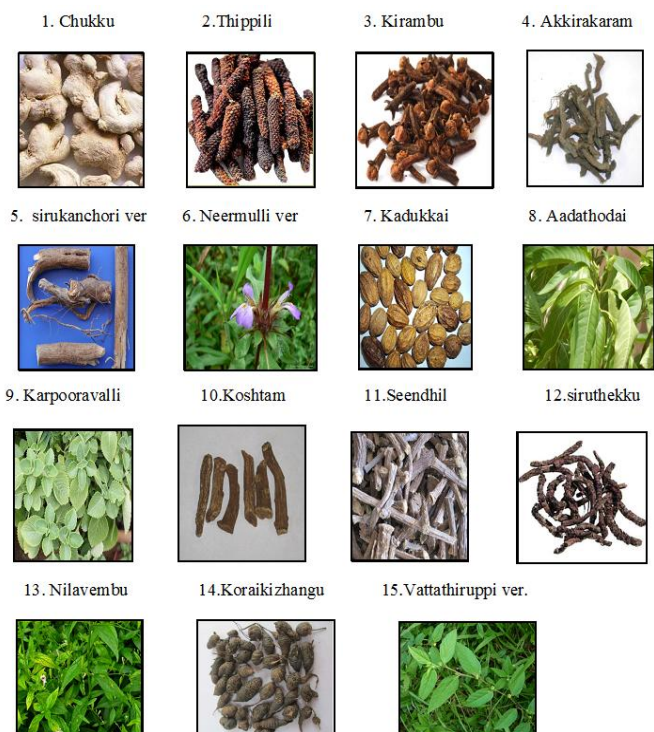 1. Chukku 2.Thippili 3. Kirambu 4. Akkirakaram
5. sirukanchori ver 6. Neermulli ver 7. Kadukkai 8. Aadathodai
9. Karpooravalli 10.Koshtam 11.Seendhil 12.siruthekku
13. Nilavembu 14.Koraikizhangu 15.Vattathiruppi ver.